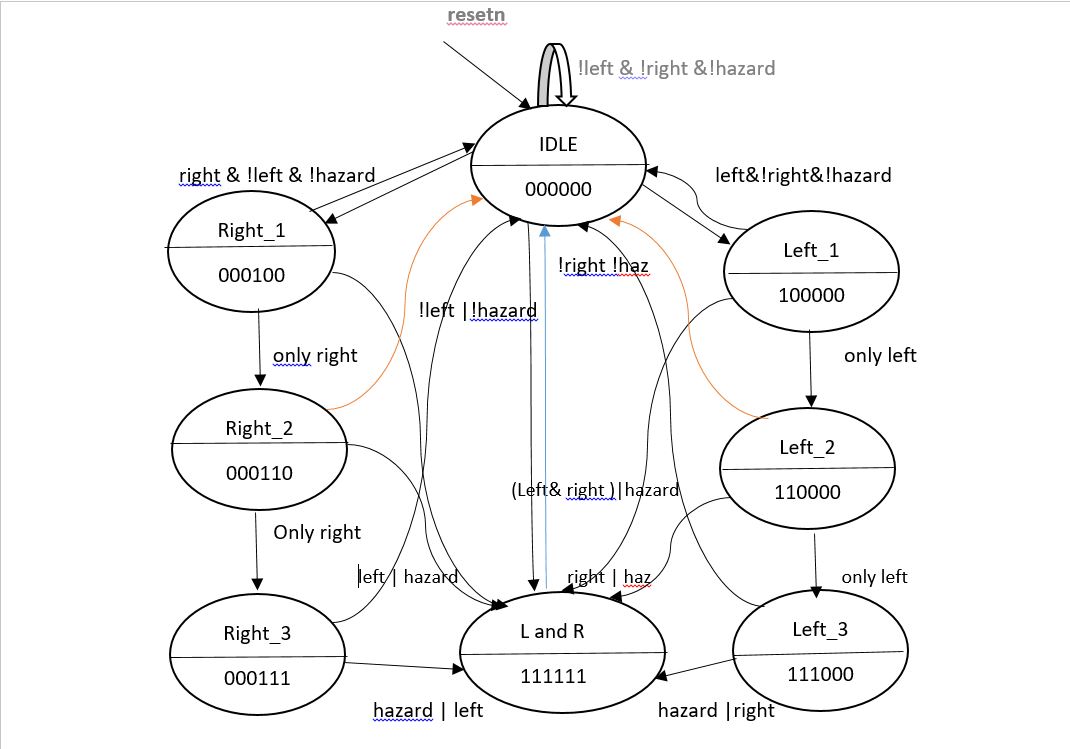 resetn
!left & !right &!hazard
IDLE
000000
right & !left & !hazard
left&!right&!hazard
Right_1
000100
Left_1
100000
!right !haz
!left |!hazard
only right
only left
Right_2
000110
Left_2
110000
(Left& right )|hazard
Only right
left | hazard
right | haz
only left
Right_3
000111
L and R
111111
Left_3
111000
hazard | left
hazard |right